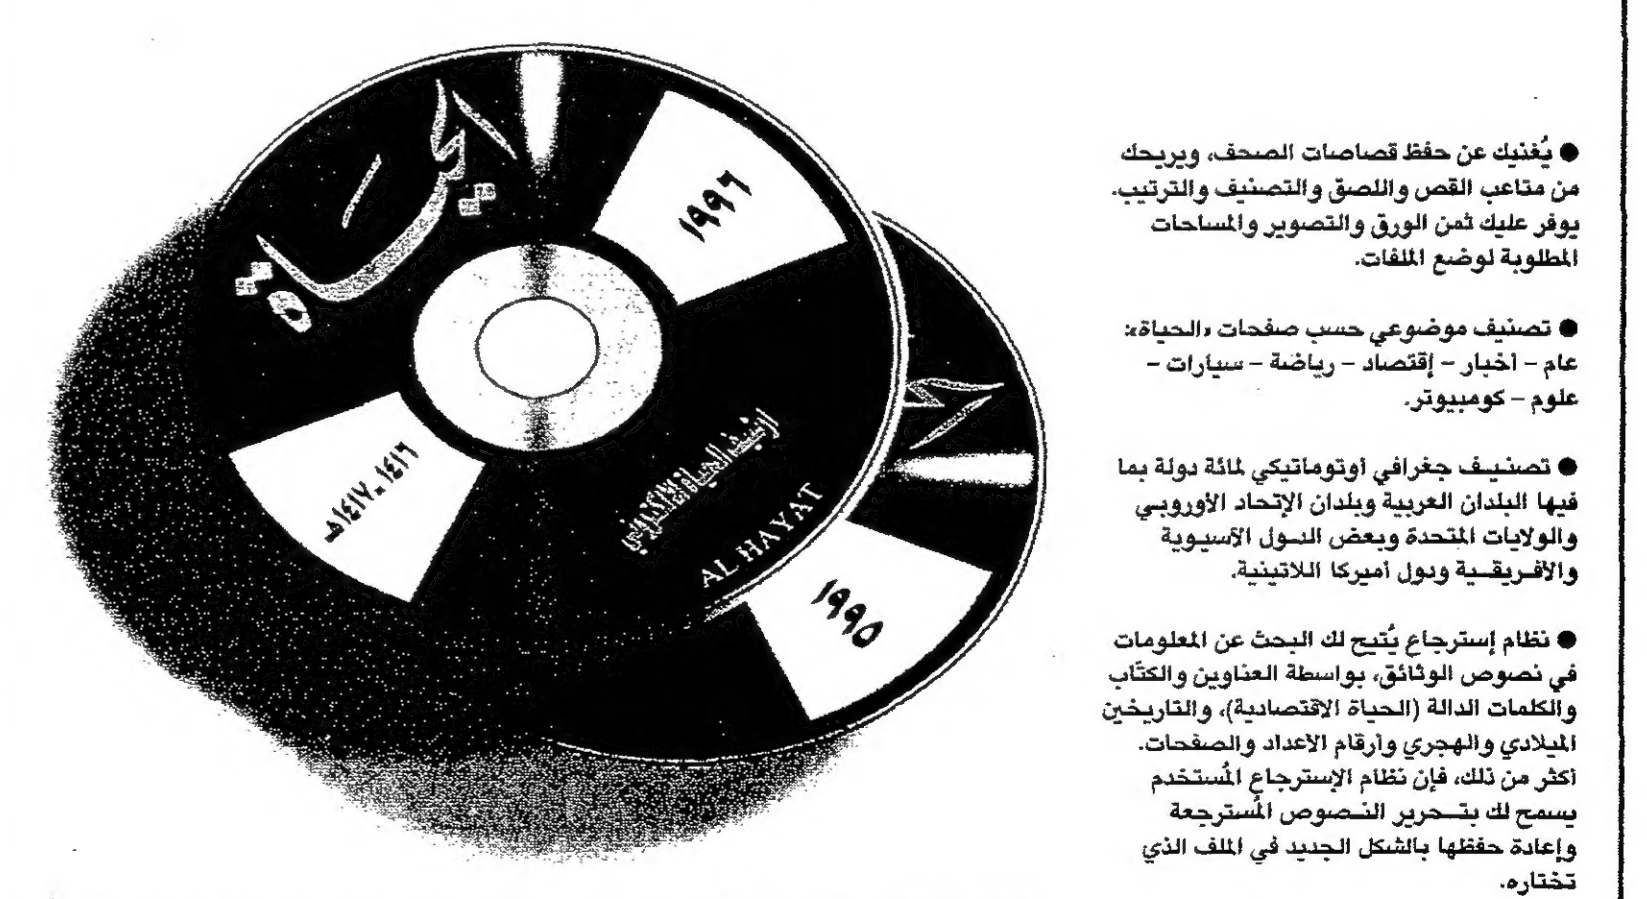 الحياة
١٩٩٦
١٤١٦ ـ ١٤١٧هـ
ارشيف الحياة الالكتروني
AL HAYAT
١٩٩٥
● يُغنيك عن حفظ قصاصات الصحف، ويريحك
من متاعب القص واللصق والتصنيف والترتيب.
يوفر عليك ثمن الورق والتصوير والمساحات
المطلوبة لوضع الملفات.
● تصنيف موضوعي حسب صفحات «الحياة»:
عام – أخبار – إقتصاد – رياضة – سيارات –
علوم – كومبيوتر.
● تصنيف جغرافي أوتوماتيكي لمائة دولة بما
فيها البلدان العربية وبلدان الإتحاد الأوروبي
والولايات المتحدة وبعض الدول الآسيوية
والأفريقية ودول أميركا اللاتينية.
● نظام إسترجاع يُتيح لك البحث عن المعلومات
في نصوص الوثائق، بواسطة العناوين والكتّاب
والكلمات الدالة (الحياة الاقتصادية)، والتاريخين
الميلادي والهجري وأرقام الأعداد والصفحات.
أكثر من ذلك، فإن نظام الإسترجاع المُستخدم
يسمح لك بتحرير النصوص المُسترجعة
وإعادة حفظها بالشكل الجديد في الملف الذي
تختاره.